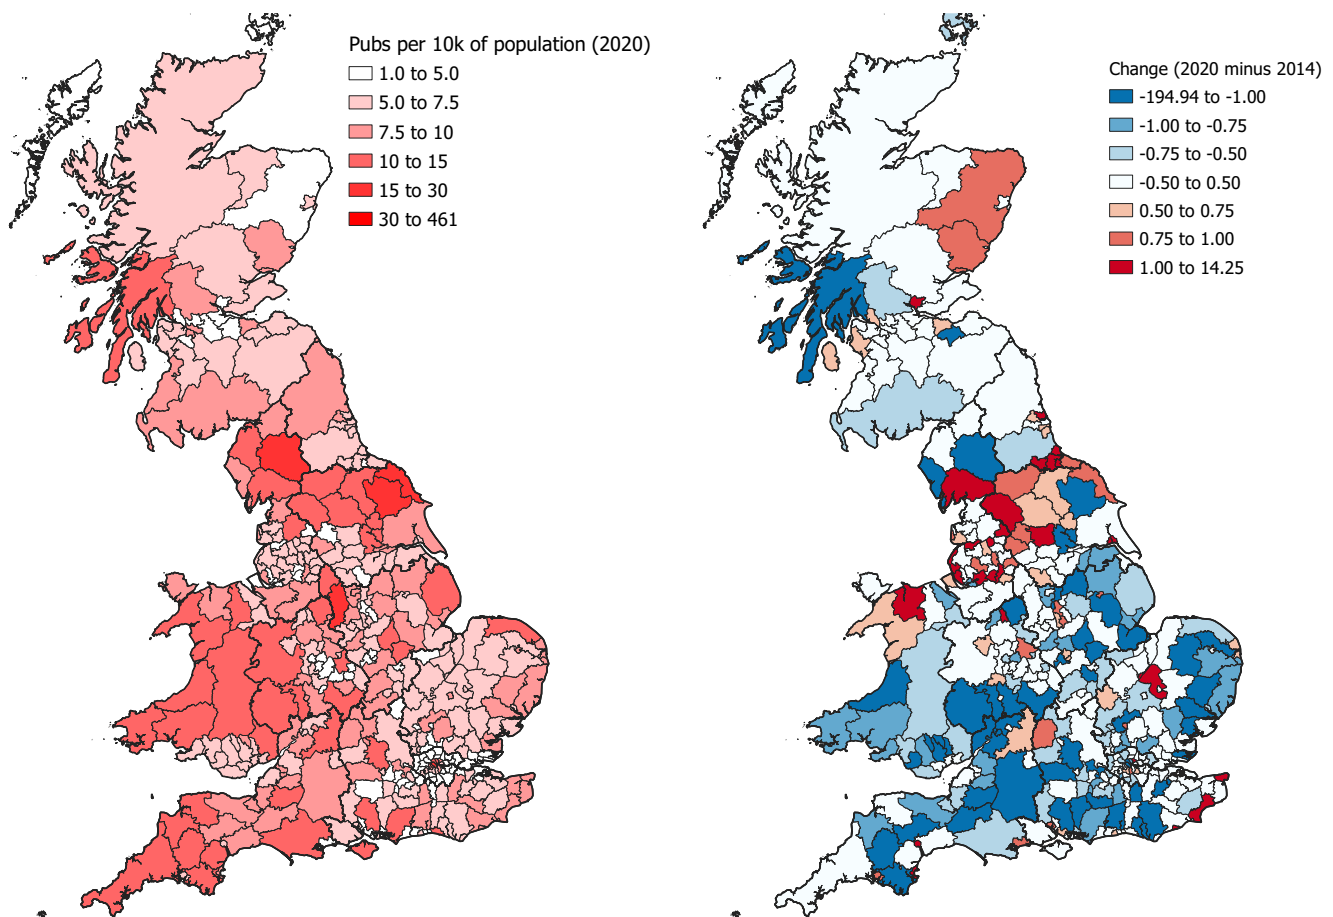 Pubs per 10k of population (2020)
1.0 to 5.0
5.0 to 7.5
7.5 to 10
10 to 15
15 to 30
30 to 461
Change (2020 minus 2014)
-194.94 to -1.00
-1.00 to -0.75
-0.75 to -0.50
-0.50 to 0.50
0.50 to 0.75
0.75 to 1.00
1.00 to 14.25